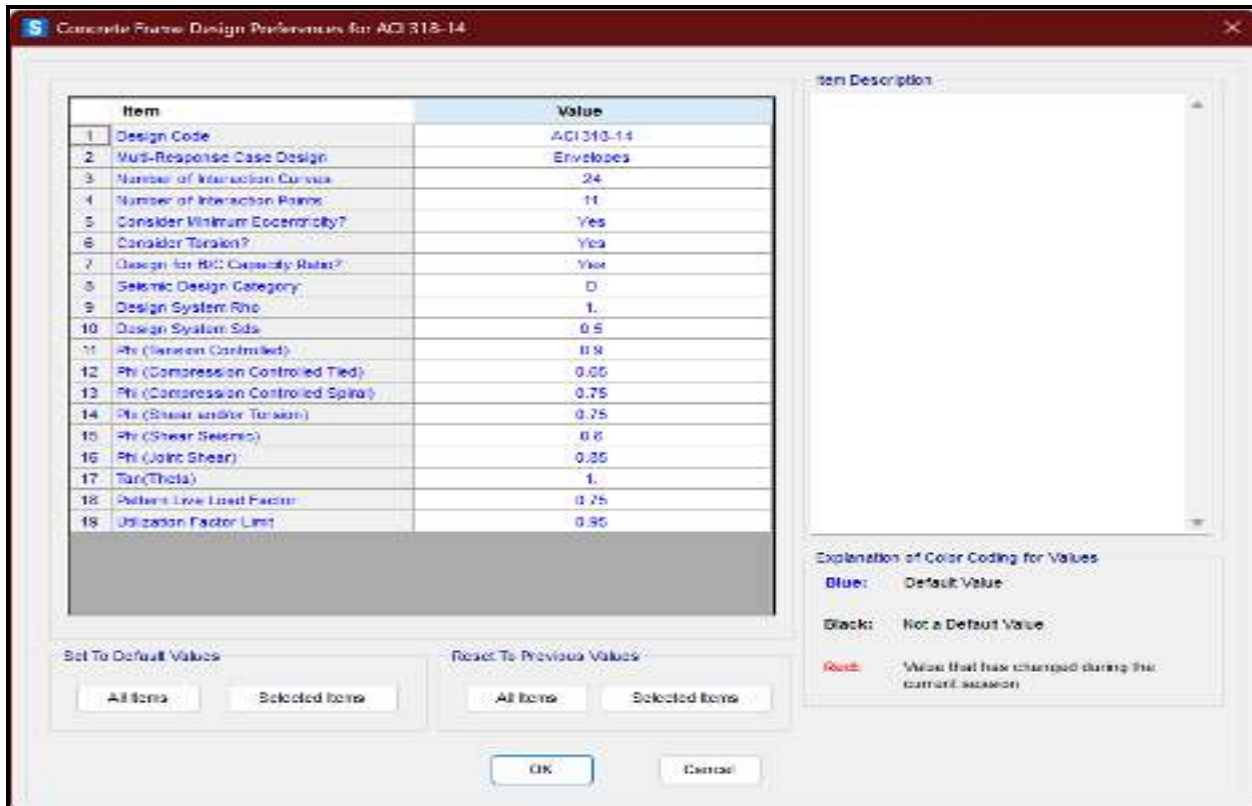 S Concrete Frame Design Preferences for ACI 318-14
Item Description
Item Value
1 Design Code ACI 318-14
2 Multi-Response Case Design Envelopes
3 Number of Interaction Curves 24
4 Number of Interaction Points 11
5 Consider Minimum Eccentricity? Yes
6 Consider Torsion? Yes
7 Design for B/C Capacity Ratio? Yes
8 Seismic Design Category D
9 Design System Rho 1.
10 Design System Sds 0.5
11 Phi (Tension Controlled) 0.9
12 Phi (Compression Controlled Tied) 0.65
13 Phi (Compression Controlled Spiral) 0.75
14 Phi (Shear and/or Torsion) 0.75
15 Phi (Shear Seismic) 0.6
16 Phi (Joint Shear) 0.85
17 Tan(Theta) 1.
18 Pattern Live Load Factor 0.75
19 Utilization Factor Limit 0.95
Explanation of Color Coding for Values
Blue: Default Value
Black: Not a Default Value
Red: Value that has changed during the
current session
Set To Default Values
All Items Selected Items
Reset To Previous Values
All Items Selected Items
OK Cancel